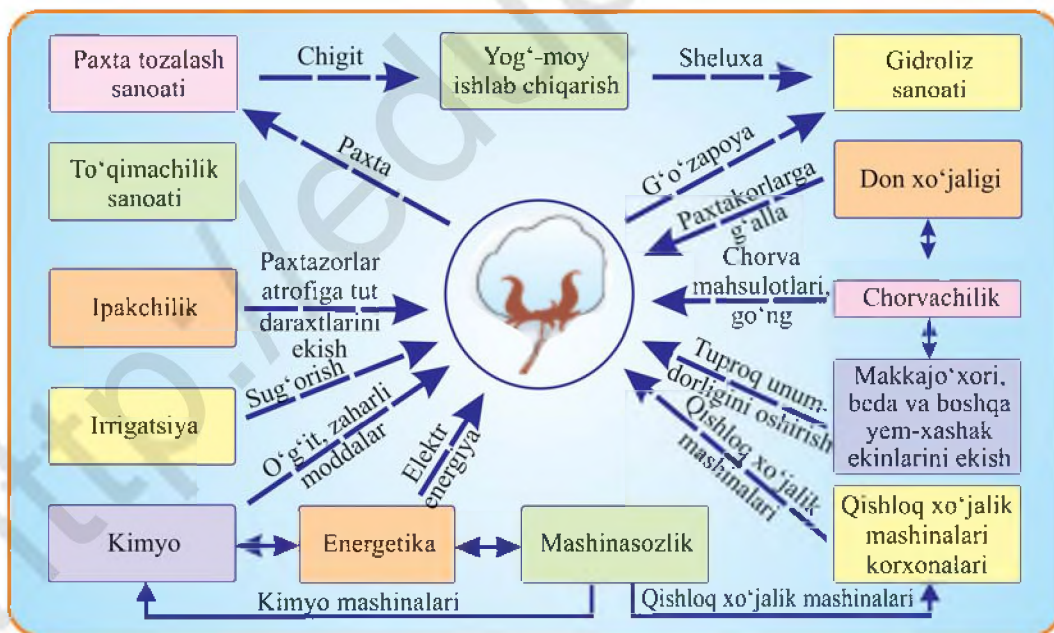 Paxta tozalash
sanoati
Chigit
Yog‘-moy
ishlab chiqarish
Sheluxa
Gidroliz
sanoati
Paxta
G‘o‘zapoya
To‘qimachilik
sanoati
Paxtakorlarga
g‘alla
Don xo‘jaligi
Ipakchilik
Paxtazorlar
atrofiga tut
daraxtlarini
ekish
Chorva
mahsulotlari,
go‘ng
Chorvachilik
Irrigatsiya
Sug‘orish
O‘g‘it, zaharli
moddalar
Elektr
energiya
Tuproq unum-
dorligini oshirish
Qishloq xo‘jalik
mashinalari
Makkajo‘xori,
beda va boshqa
yem-xashak
ekinlarini ekish
Kimyo
Energetika
Mashinasozlik
Qishloq xo‘jalik
mashinalari
korxonalari
Kimyo mashinalari
Qishloq xo‘jalik mashinalari